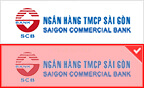 NGÂN HÀNG TMCP SÀI GÒN
SAIGON COMMERCIAL BANK
SCB
NGÂN HÀNG TMCP SÀI GÒN
SAIGON COMMERCIAL BANK
SCB